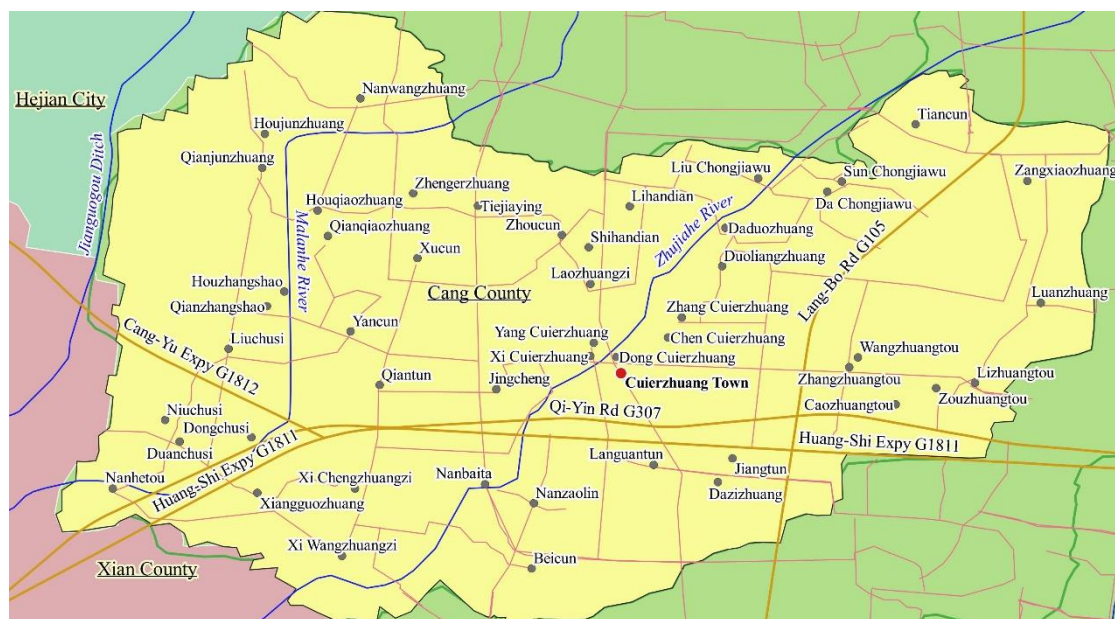 Nanwangzhuang
Hejian City
Tiancun
Houjunzhuang
Qianjunzhuang
Liu Chongjiawu
Sun Chongjiawu
Zangxiaozhuang
Zhengerzhuang
Jianguogou Ditch
Houqiaozhuang
Tiejiaying
Lihandian
Da Chongjiawu
Qianqiaozhuang
Zhoucun
Zhujiahe River
Daduozhuang
Malanhe River
Xucun
Shihandian
Duoliangzhuang
Lang-Bo Rd G105
Houzhangshao
Laozhuangzi
Cang County
Luanzhuang
Qianzhangshao
Zhang Cuierzhuang
Cang-Yu Expy G1812
Liuchusi
Yancun
Yang Cuierzhuang
Chen Cuierzhuang
Xi Cuierzhuang
Dong Cuierzhuang
Wangzhuangtou
Zhangzhuangtou
Lizhuangtou
Qiantun
Jingcheng
Cuierzhuang Town
Zouzhuangtou
Caozhuangtou
Niuchusi
Qi-Yin Rd G307
Dongchusi
Duanchusi
Huang-Shi Expy G1811
Huang-Shi Expy G1811
Nanhetou
Xi Chengzhuangzi
Nanbaita
Languantun
Jiangtun
Xiangguozhuang
Nanzaolin
Dazizhuang
Xi Wangzhuangzi
Beicun
Xian County